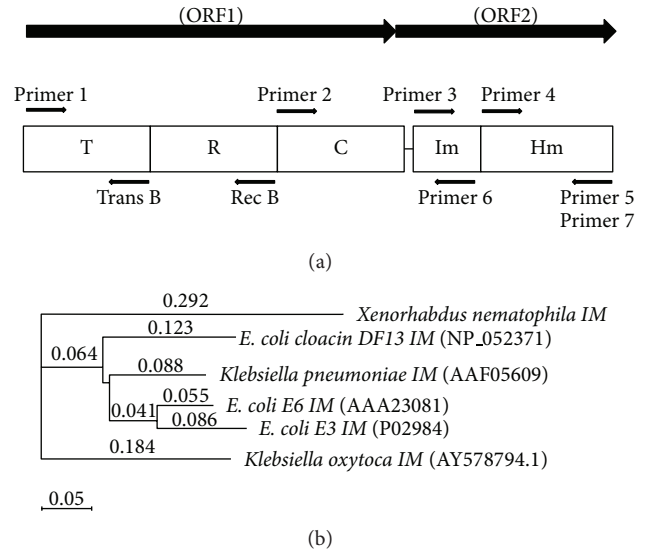 (ORF1) (ORF2)
Primer 1 Primer 2 Primer 3 Primer 4
T R C Im Hm
Trans B Rec B Primer 6 Primer 5
Primer 7
(a)
0.292
Xenorhabdus nematophila IM
0.123
E. coli cloacin DF13 IM (NP_052371)
0.064
0.088
Klebsiella pneumoniae IM (AAF05609)
0.055
E. coli E6 IM (AAA23081)
0.041
0.086
E. coli E3 IM (P02984)
0.184
Klebsiella oxytoca IM (AY578794.1)
0.05
(b)